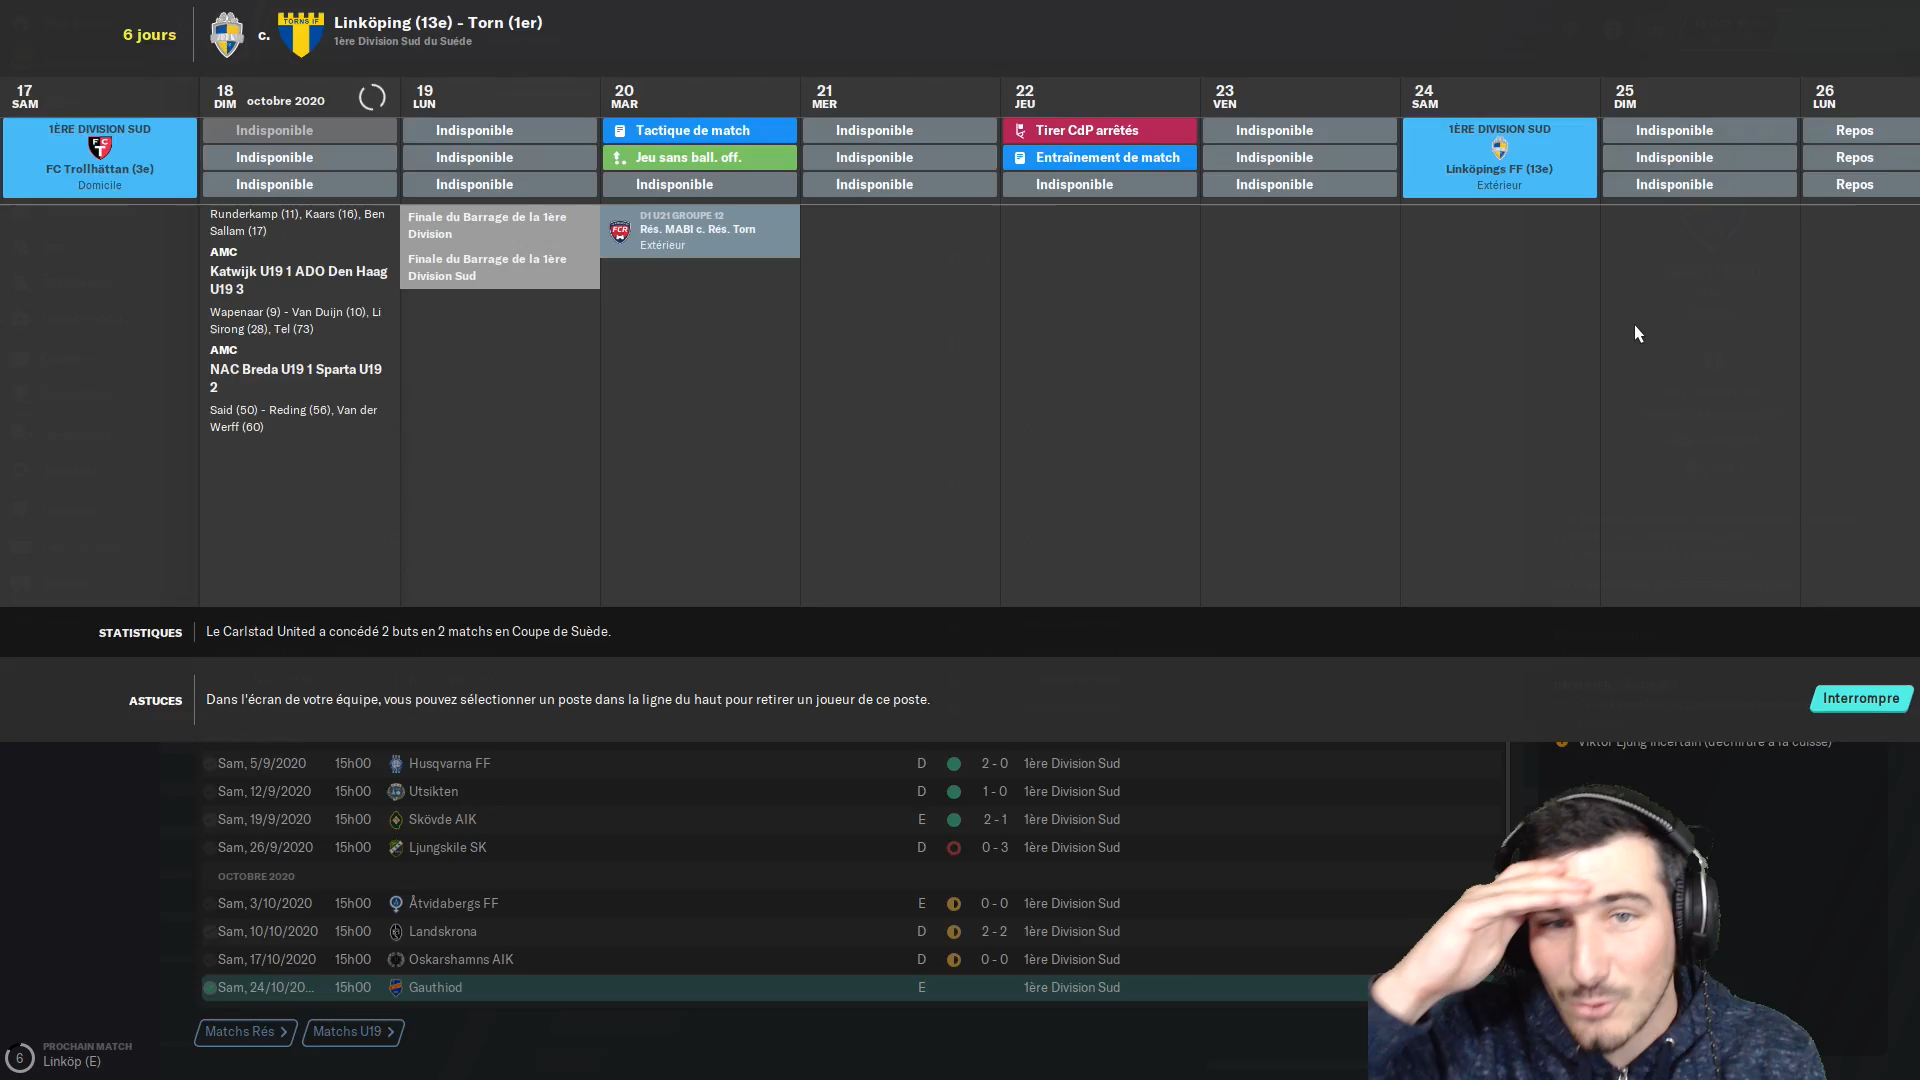 6 jours
c.
TORNS IF
Linköping (13e) - Torn (1er)
1ère Division Sud du Suéde
17
SAM
18
DIM octobre 2020
19
LUN
20
MAR
21
MER
22
JEU
23
VEN
24
SAM
25
DIM
26
LUN
1ÈRE DIVISION SUD
FC Trollhättan (3e)
Domicile
Indisponible
Indisponible
Indisponible
Indisponible
Indisponible
Indisponible
Tactique de match
Jeu sans ball. off.
Indisponible
Indisponible
Indisponible
Indisponible
Tirer CdP arrêtés
Entraînement de match
Indisponible
Indisponible
Indisponible
Indisponible
1ÈRE DIVISION SUD
Linköpings FF (13e)
Extérieur
Indisponible
Indisponible
Indisponible
Repos
Repos
Repos
Runderkamp (11), Kaars (16), Ben
Sallam (17)
AMC
Katwijk U19 1 ADO Den Haag
U19 3
Wapenaar (9) - Van Duijn (10), Li
Sirong (28), Tel (73)
AMC
NAC Breda U19 1 Sparta U19
2
Said (50) - Reding (56), Van der
Werff (60)
Finale du Barrage de la 1ère
Division
Finale du Barrage de la 1ère
Division Sud
FCR
D1 U21 GROUPE 12
Rés. MABI c. Rés. Torn
Extérieur
STATISTIQUES
Le Carlstad United a concédé 2 buts en 2 matchs en Coupe de Suède.
ASTUCES
Dans l'écran de votre équipe, vous pouvez sélectionner un poste dans la ligne du haut pour retirer un joueur de ce poste.
Interrompre
Viktor Ljung incertain (déchirure à la cuisse)
Sam, 5/9/2020 15h00 Husqvarna FF D 2 - 0 1ère Division Sud
Sam, 12/9/2020 15h00 Utsikten D 1 - 0 1ère Division Sud
Sam, 19/9/2020 15h00 Skövde AIK E 2 - 1 1ère Division Sud
Sam, 26/9/2020 15h00 Ljungskile SK D 0 - 3 1ère Division Sud
OCTOBRE 2020
Sam, 3/10/2020 15h00 Åtvidabergs FF E 0 - 0 1ère Division Sud
Sam, 10/10/2020 15h00 Landskrona D 2 - 2 1ère Division Sud
Sam, 17/10/2020 15h00 Oskarshamns AIK D 0 - 0 1ère Division Sud
Sam, 24/10/20... 15h00 Gauthiod E 1ère Division Sud
Matchs Rés
Matchs U19
6
PROCHAIN MATCH
Linköp (E)